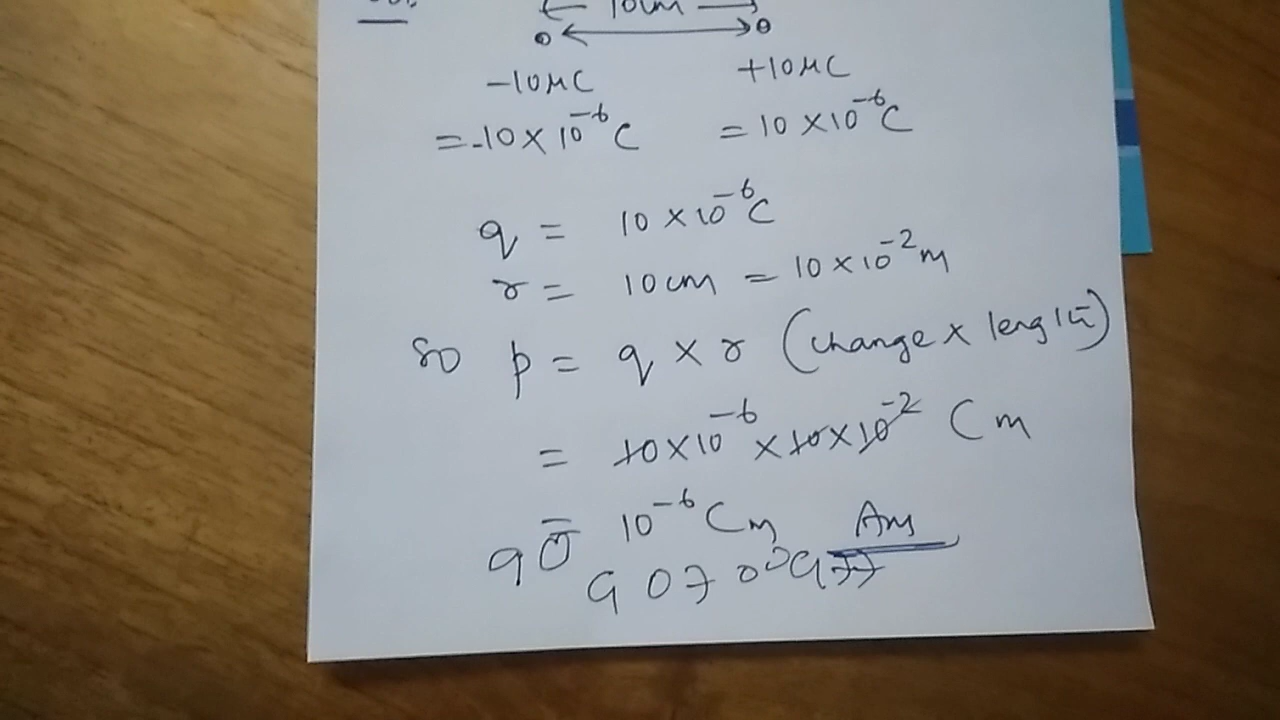 10cm
-10μC +10μC
=-10×10⁻⁶C =10×10⁻⁶C
q = 10×10⁻⁶C
r = 10cm = 10×10⁻²m
so p = q × r (change × length)
= 10×10⁻⁶×10×10⁻² Cm
= 10⁻⁶ Cm Ans